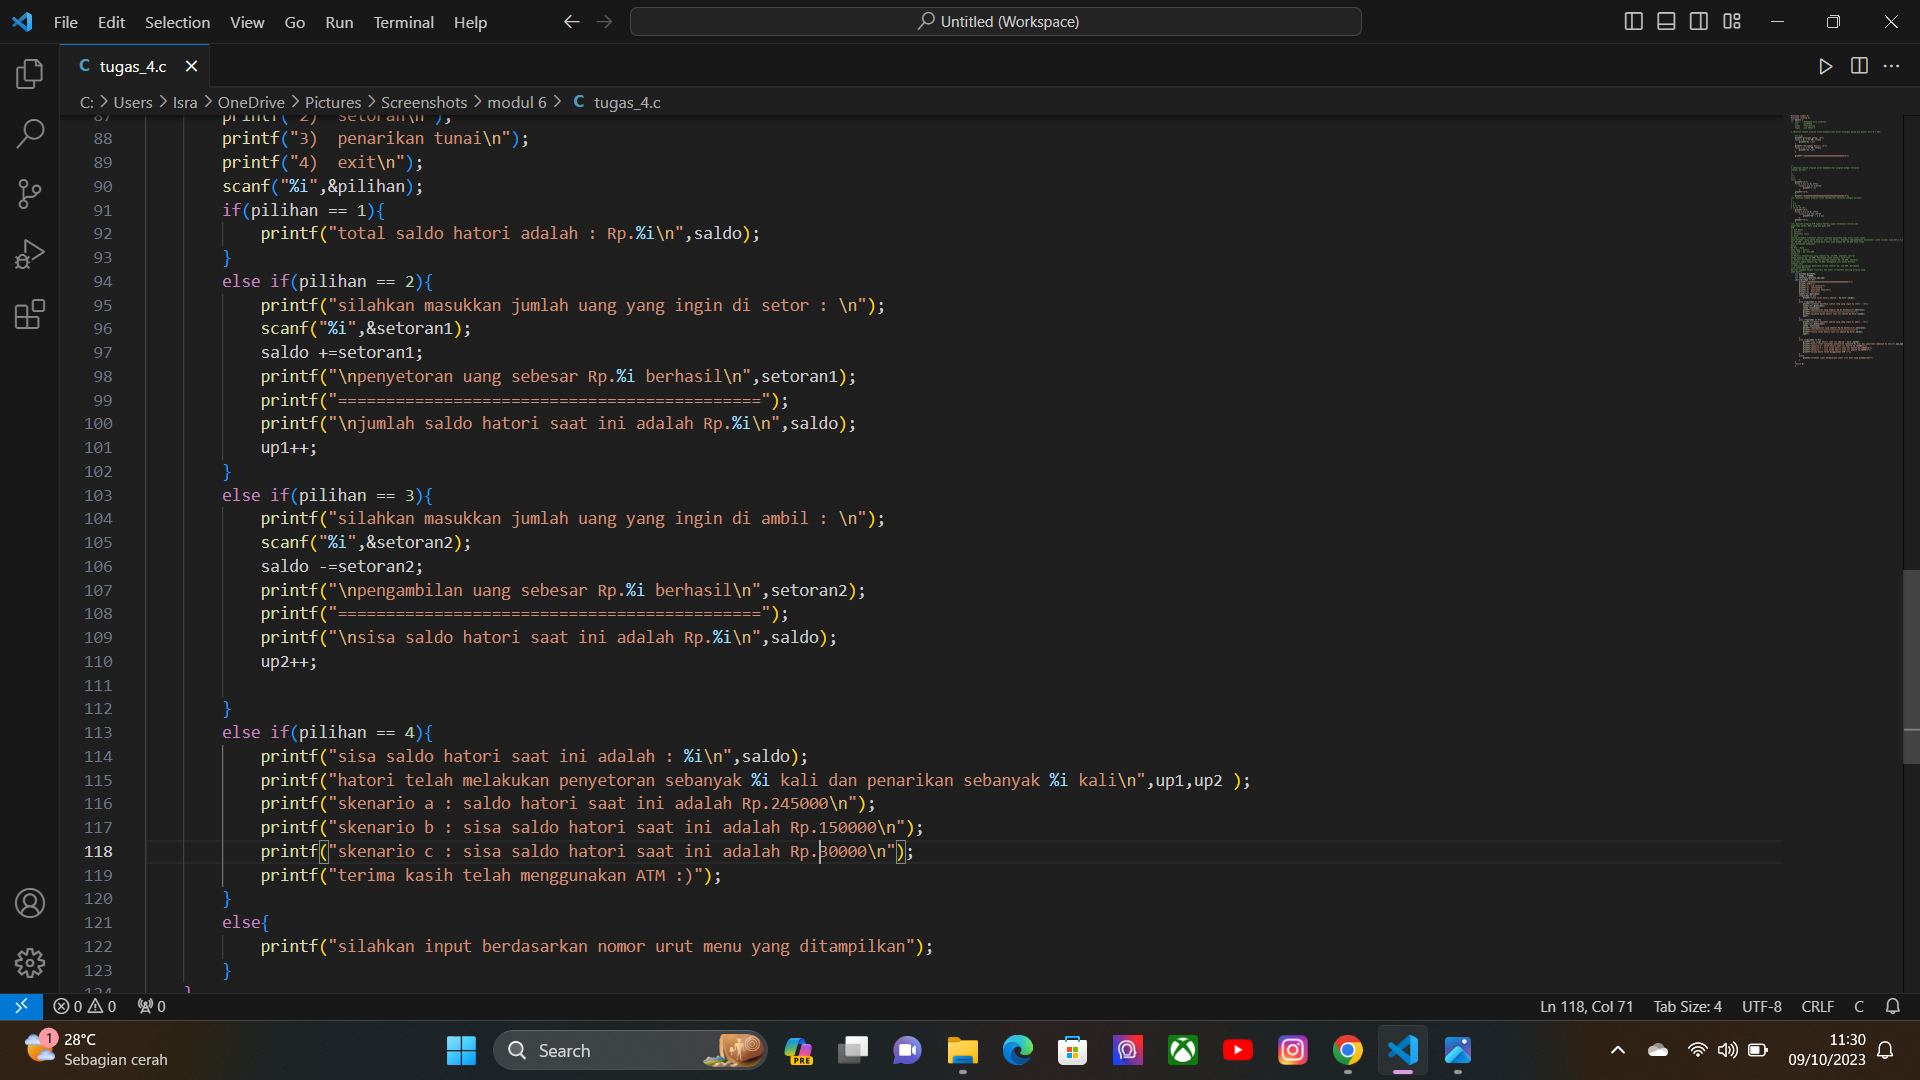 File Edit Selection View Go Run Terminal Help
Untitled (Workspace)
C tugas_4.c
C: > Users > Isra > OneDrive > Pictures > Screenshots > modul 6 > C tugas_4.c
87 printf("2)  setoran\n");
88 printf("3)  penarikan tunai\n");
89 printf("4)  exit\n");
90 scanf("%i",&pilihan);
91 if(pilihan == 1){
92 printf("total saldo hatori adalah : Rp.%i\n",saldo);
93 }
94 else if(pilihan == 2){
95 printf("silahkan masukkan jumlah uang yang ingin di setor : \n");
96 scanf("%i",&setoran1);
97 saldo +=setoran1;
98 printf("\npenyetoran uang sebesar Rp.%i berhasil\n",setoran1);
99 printf("============================================");
100 printf("\njumlah saldo hatori saat ini adalah Rp.%i\n",saldo);
101 up1++;
102 }
103 else if(pilihan == 3){
104 printf("silahkan masukkan jumlah uang yang ingin di ambil : \n");
105 scanf("%i",&setoran2);
106 saldo -=setoran2;
107 printf("\npengambilan uang sebesar Rp.%i berhasil\n",setoran2);
108 printf("============================================");
109 printf("\nsisa saldo hatori saat ini adalah Rp.%i\n",saldo);
110 up2++;
111
112 }
113 else if(pilihan == 4){
114 printf("sisa saldo hatori saat ini adalah : %i\n",saldo);
115 printf("hatori telah melakukan penyetoran sebanyak %i kali dan penarikan sebanyak %i kali\n",up1,up2 );
116 printf("skenario a : saldo hatori saat ini adalah Rp.245000\n");
117 printf("skenario b : sisa saldo hatori saat ini adalah Rp.150000\n");
118 printf("skenario c : sisa saldo hatori saat ini adalah Rp.30000\n");
119 printf("terima kasih telah menggunakan ATM :)");
120 }
121 else{
122 printf("silahkan input berdasarkan nomor urut menu yang ditampilkan");
123 }
124 }
0 0 0
Ln 118, Col 71 Tab Size: 4 UTF-8 CRLF C
1
28°C
Sebagian cerah
Search
PRE
11:30
09/10/2023